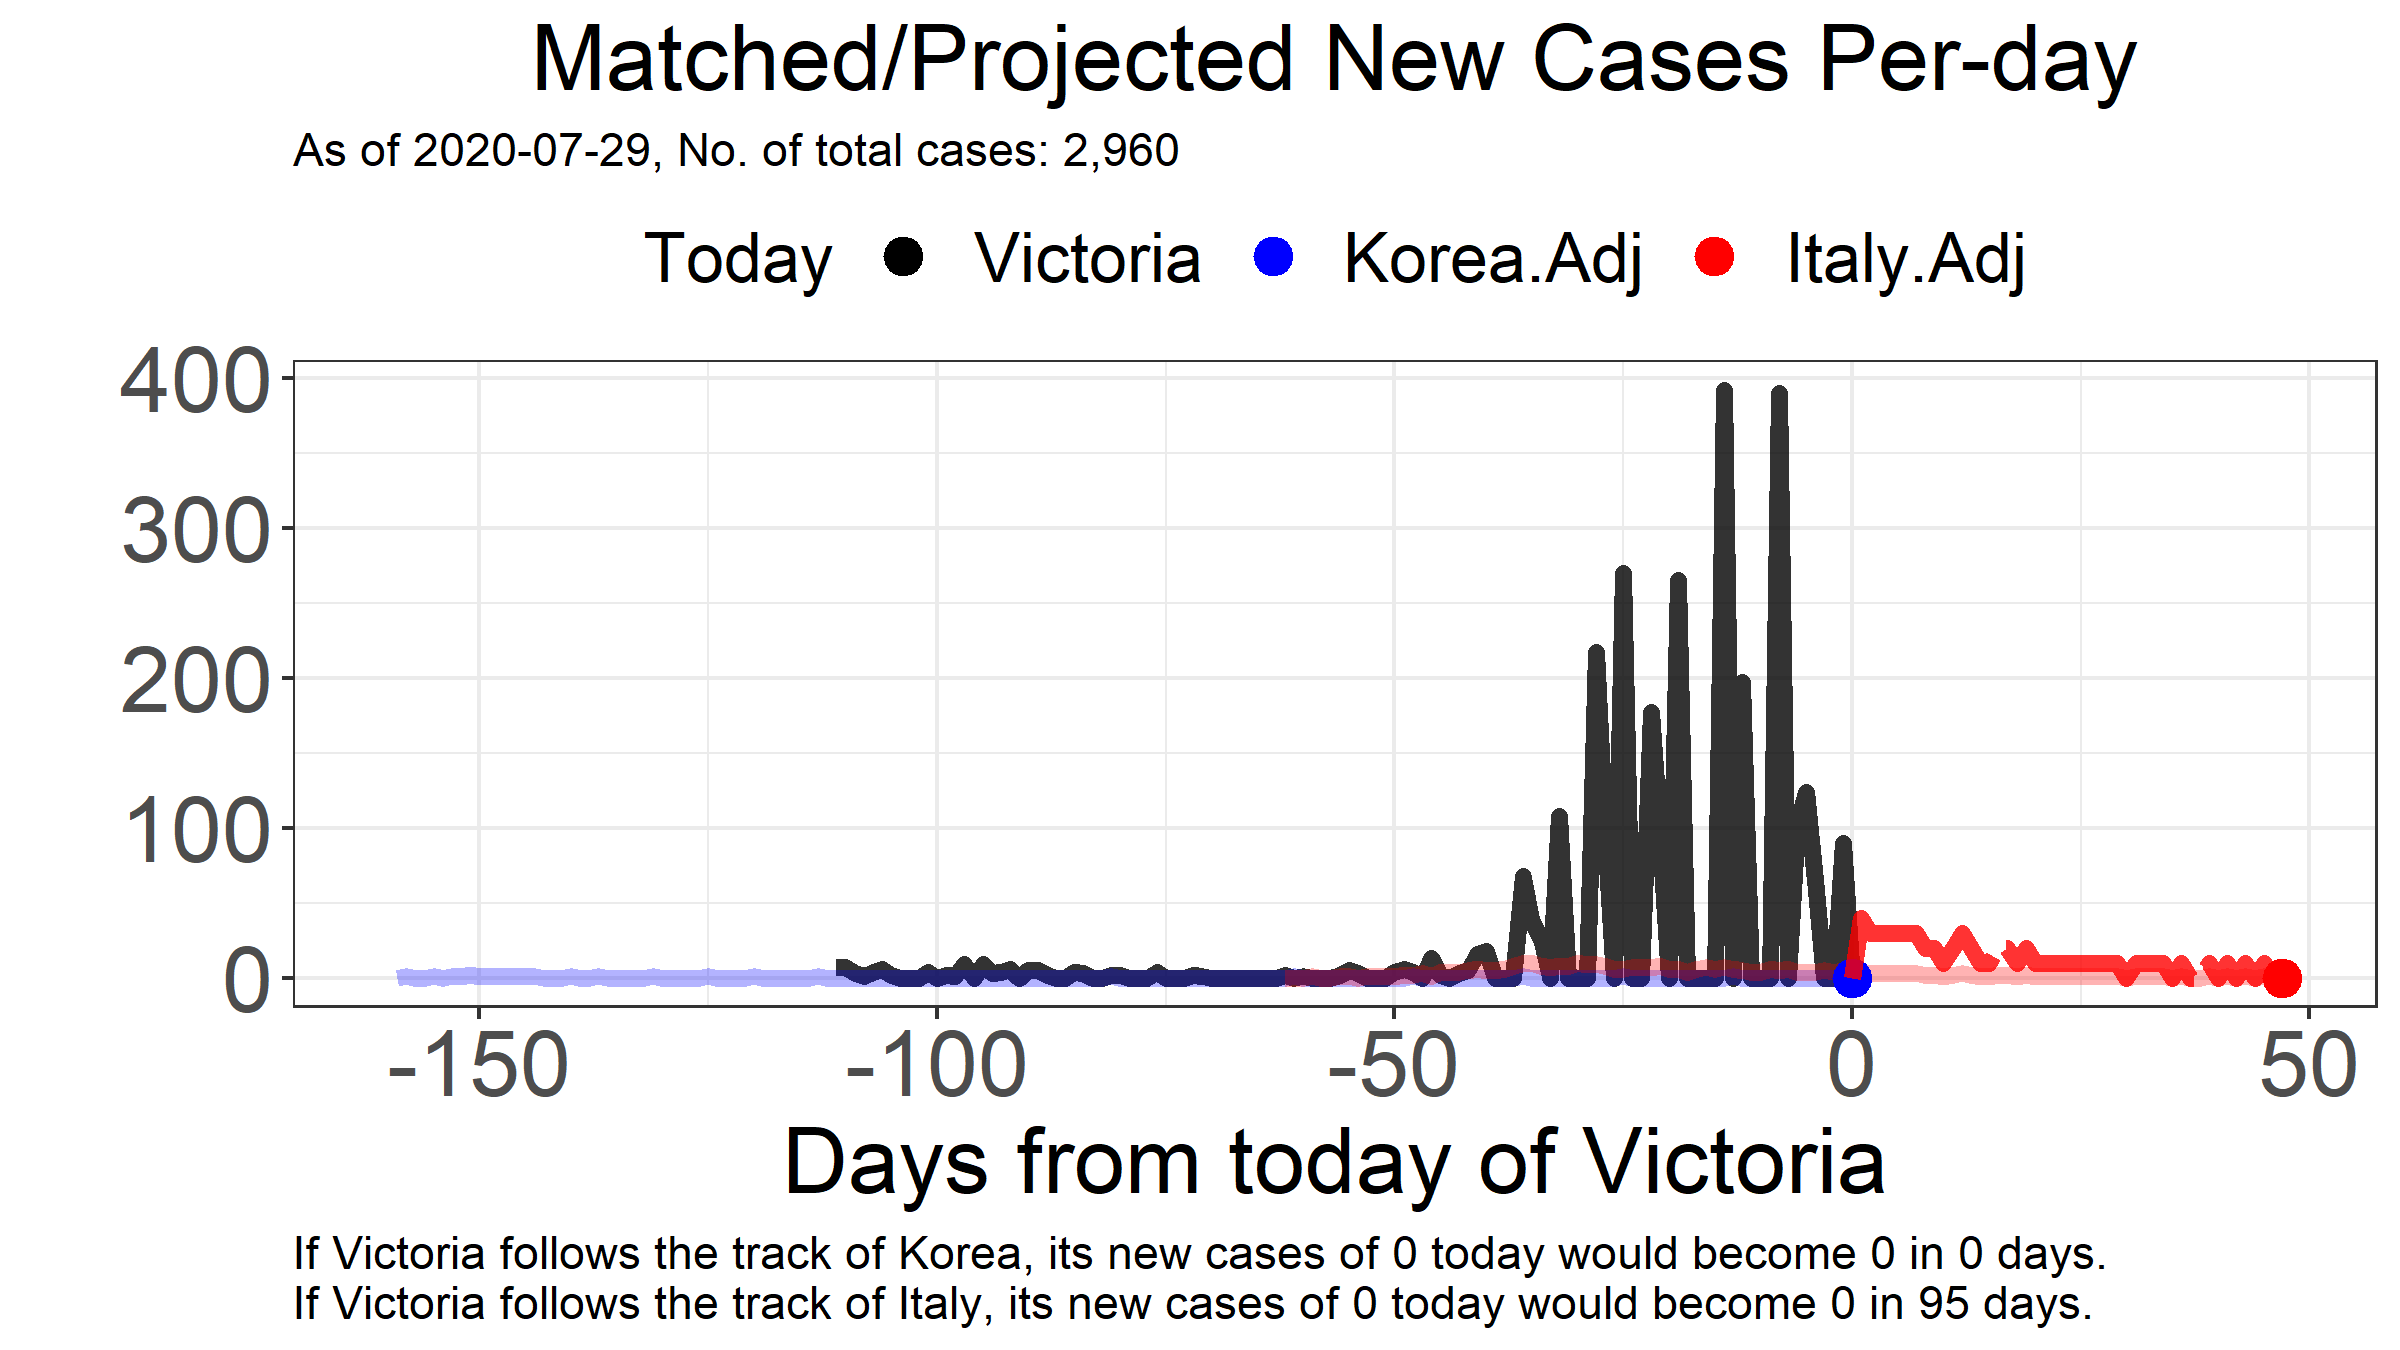 Matched/Projected New Cases Per-day
As of 2020-07-29, No. of total cases: 2,960
Today Victoria Korea.Adj Italy.Adj
400
300
200
100
0
-150 -100 -50 0 50
Days from today of Victoria
If Victoria follows the track of Korea, its new cases of 0 today would become 0 in 0 days.
If Victoria follows the track of Italy, its new cases of 0 today would become 0 in 95 days.